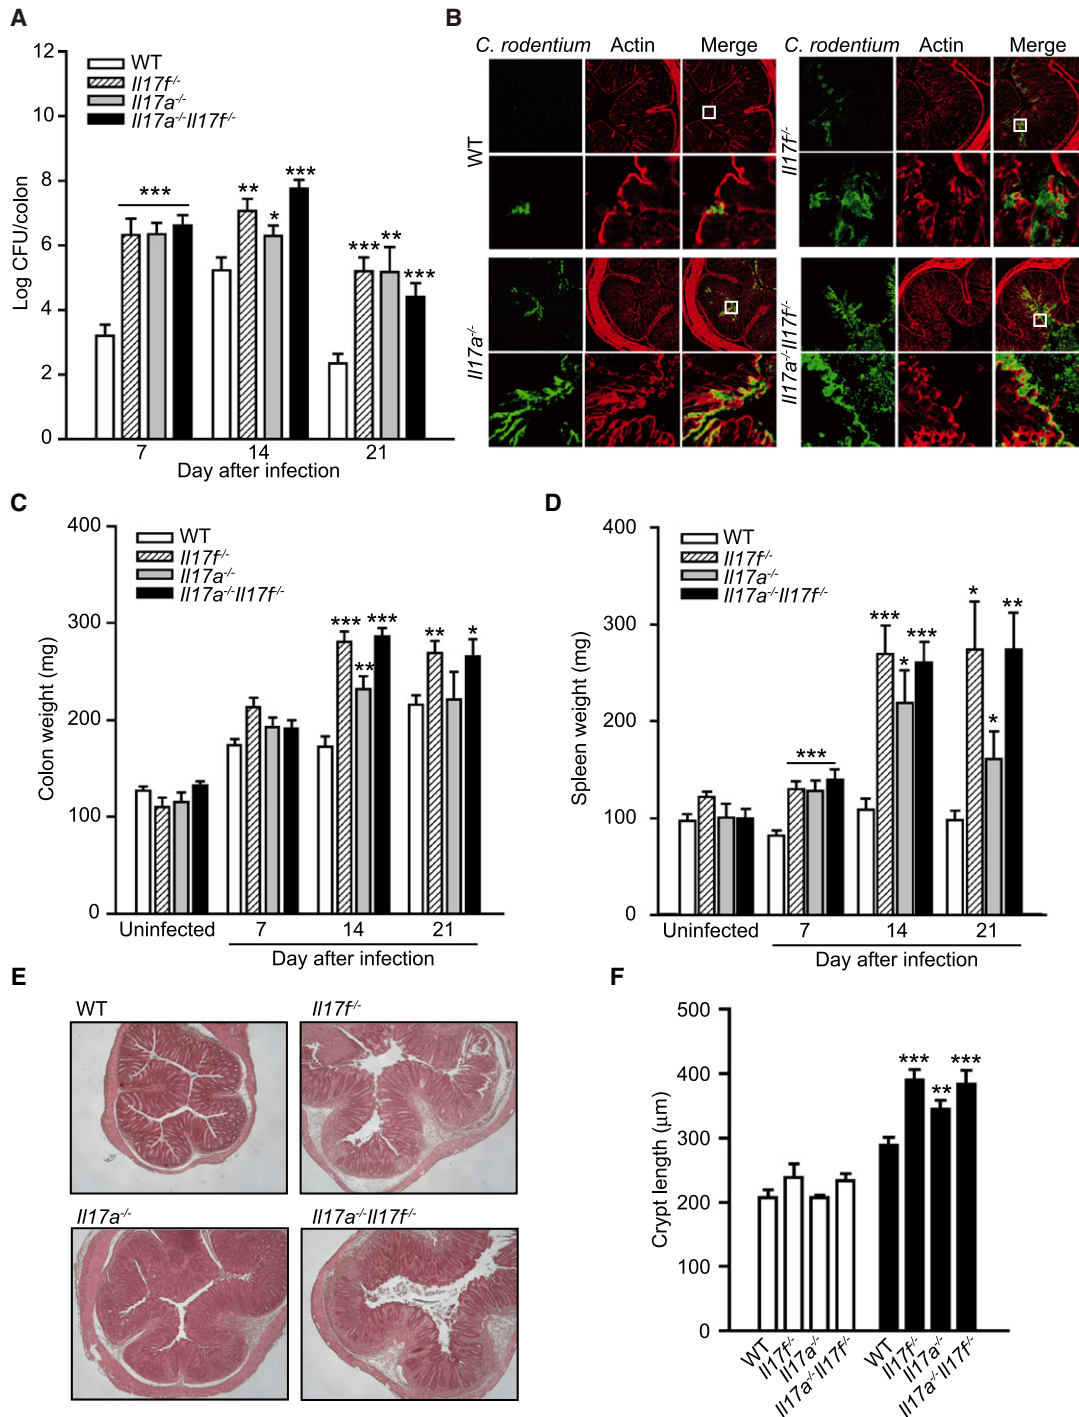 A
12
10
8
6
4
2
0
Log CFU/colon
WT
Il17f-/-
Il17a-/-
Il17a-/-Il17f-/-
***
** * ***
*** ** ***
7 14 21
Day after infection
B
C. rodentium Actin Merge
WT
C. rodentium Actin Merge
Il17f-/-
Il17a-/-
Il17a-/-Il17f-/-
C
400
300
200
100
0
Colon weight (mg)
WT
Il17f-/-
Il17a-/-
Il17a-/-Il17f-/-
*** ** ***
** *
Uninfected 7 14 21
Day after infection
D
400
300
200
100
0
Spleen weight (mg)
WT
Il17f-/-
Il17a-/-
Il17a-/-Il17f-/-
***
*** * ***
* * **
Uninfected 7 14 21
Day after infection
E
WT
Il17f-/-
Il17a-/-
Il17a-/-Il17f-/-
F
500
400
300
200
100
0
Crypt length (μm)
*** ** ***
WT
Il17f-/-
Il17a-/-
Il17a-/-Il17f-/-
WT
Il17f-/-
Il17a-/-
Il17a-/-Il17f-/-